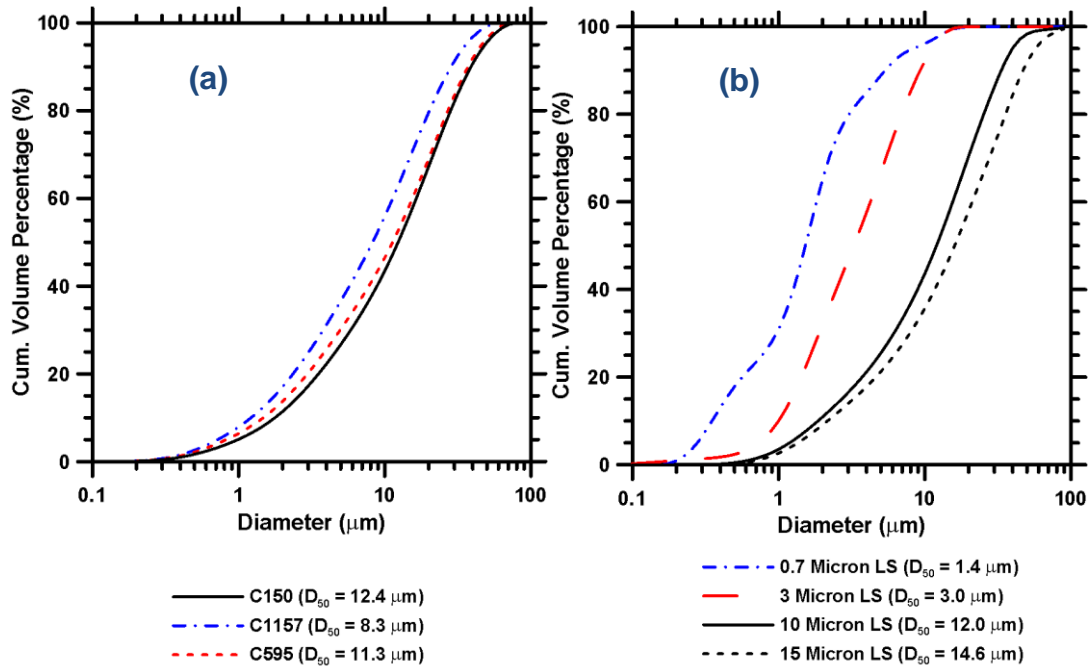 (a)
Cum. Volume Percentage (%)
100
80
60
40
20
0
0.1 1 10 100
Diameter (μm)
C150 (D50 = 12.4 μm)
C1157 (D50 = 8.3 μm)
C595 (D50 = 11.3 μm)
(b)
Cum. Volume Percentage (%)
100
80
60
40
20
0
0.1 1 10 100
Diameter (μm)
0.7 Micron LS (D50 = 1.4 μm)
3 Micron LS (D50 = 3.0 μm)
10 Micron LS (D50 = 12.0 μm)
15 Micron LS (D50 = 14.6 μm)